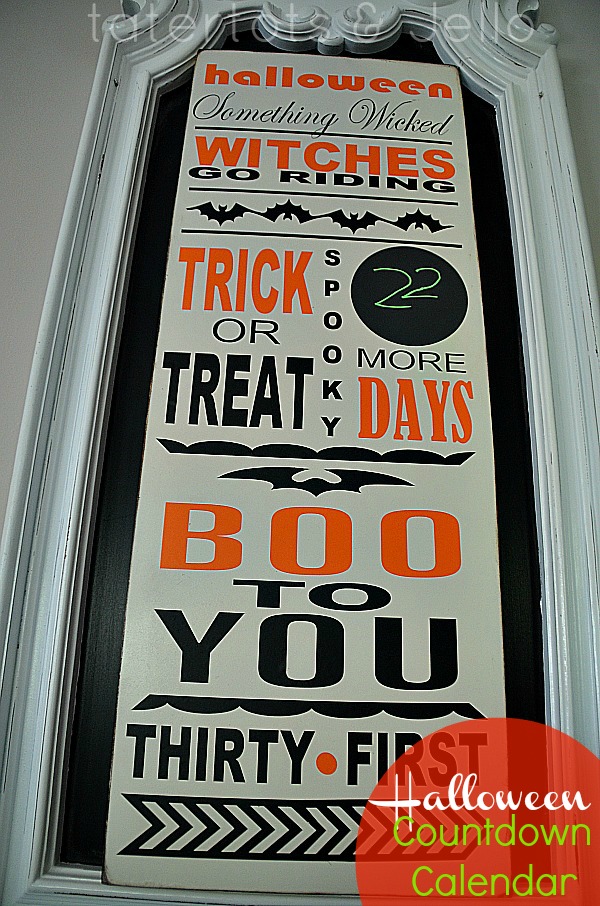 taterTots & Jello
halloween
Something Wicked
WITCHES
GO RIDING
TRICK
OR
TREAT
SPOOKY
22
MORE
DAYS
BOO
TO
YOU
THIRTY•FIRST
Halloween
Countdown
Calendar